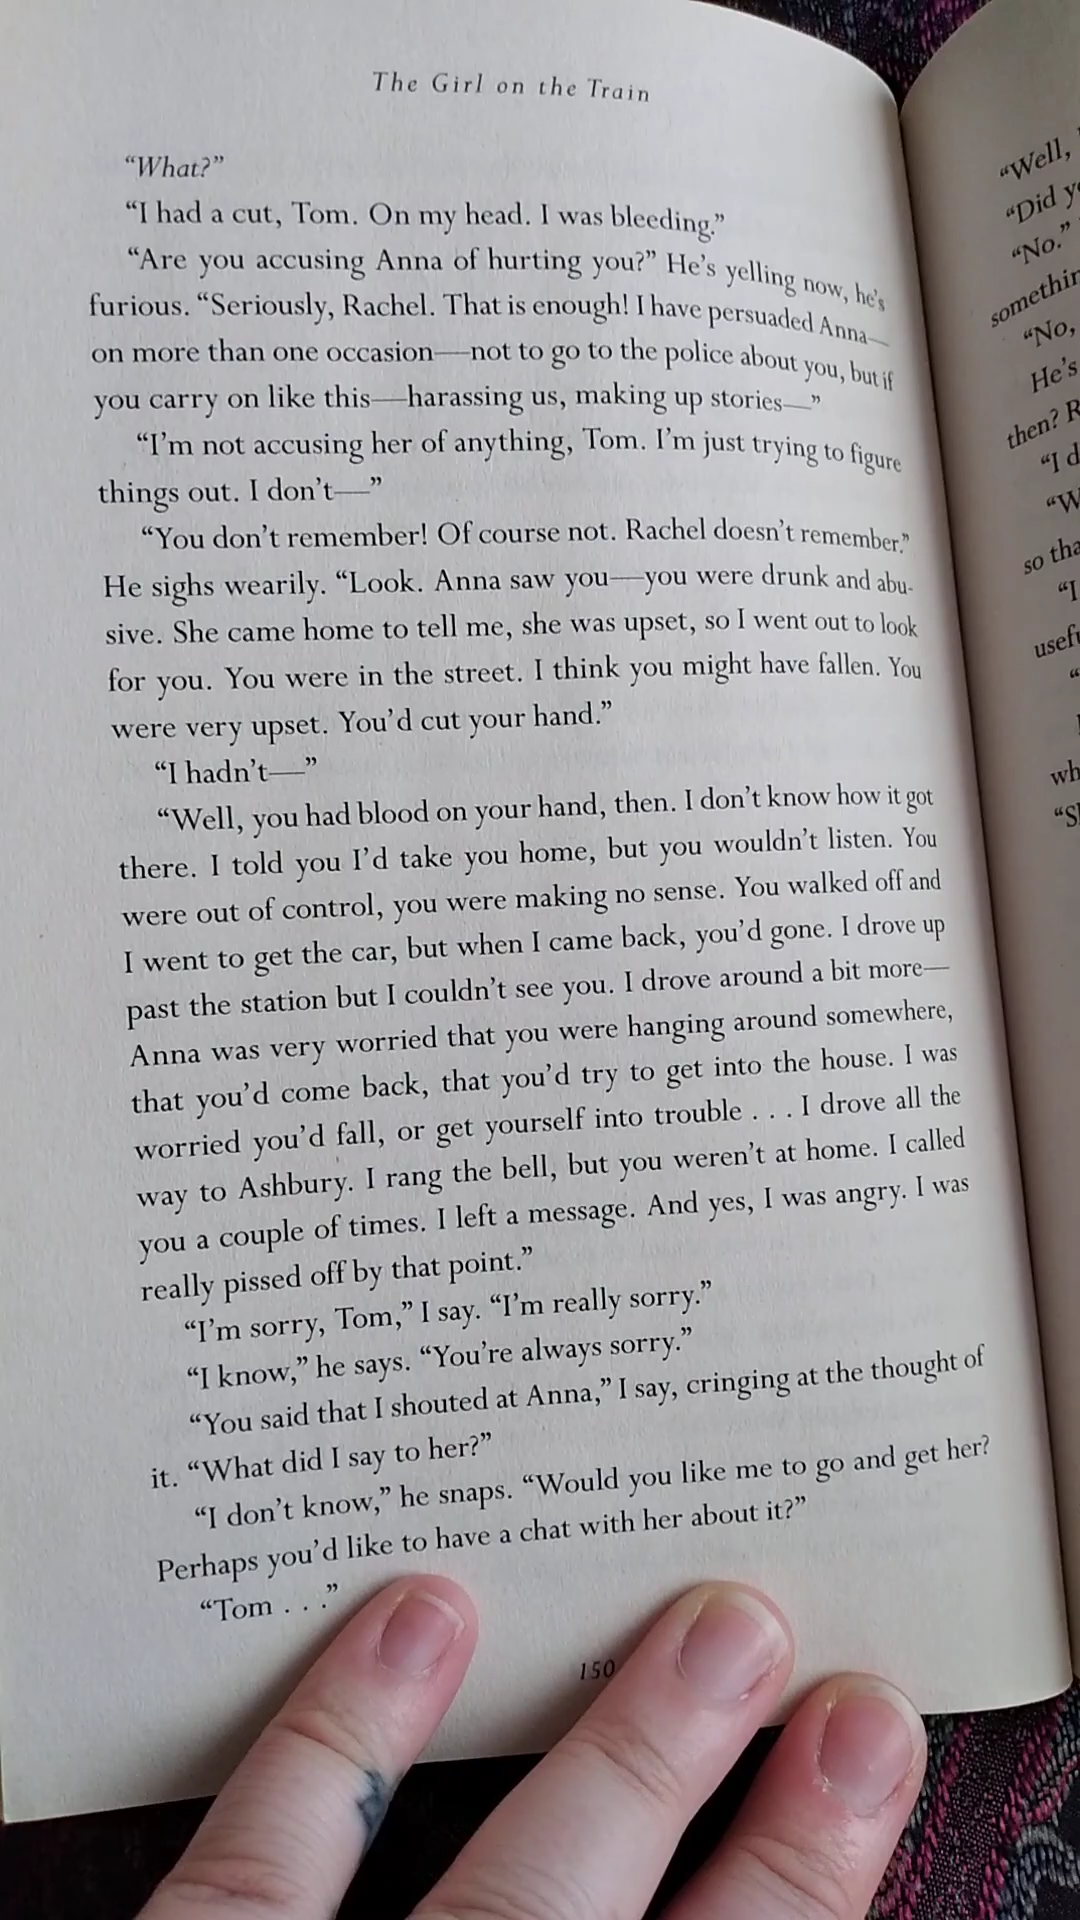 The Girl on the Train
“What?”
“I had a cut, Tom. On my head. I was bleeding.”
“Are you accusing Anna of hurting you?” He’s yelling now, he’s
furious. “Seriously, Rachel. That is enough! I have persuaded Anna—
on more than one occasion—not to go to the police about you, but if
you carry on like this—harassing us, making up stories—”
“I’m not accusing her of anything, Tom. I’m just trying to figure
things out. I don’t—”
“You don’t remember! Of course not. Rachel doesn’t remember.”
He sighs wearily. “Look. Anna saw you—you were drunk and abu-
sive. She came home to tell me, she was upset, so I went out to look
for you. You were in the street. I think you might have fallen. You
were very upset. You’d cut your hand.”
“I hadn’t—”
“Well, you had blood on your hand, then. I don’t know how it got
there. I told you I’d take you home, but you wouldn’t listen. You
were out of control, you were making no sense. You walked off and
I went to get the car, but when I came back, you’d gone. I drove up
past the station but I couldn’t see you. I drove around a bit more—
Anna was very worried that you were hanging around somewhere,
that you’d come back, that you’d try to get into the house. I was
worried you’d fall, or get yourself into trouble . . . I drove all the
way to Ashbury. I rang the bell, but you weren’t at home. I called
you a couple of times. I left a message. And yes, I was angry. I was
really pissed off by that point.”
“I’m sorry, Tom,” I say. “I’m really sorry.”
“I know,” he says. “You’re always sorry.”
“You said that I shouted at Anna,” I say, cringing at the thought of
it. “What did I say to her?”
“I don’t know,” he snaps. “Would you like me to go and get her?
Perhaps you’d like to have a chat with her about it?”
“Tom . . .”
150
“Well,
“Did
“No.”
“No,
He’s
then?
“I
so
“I